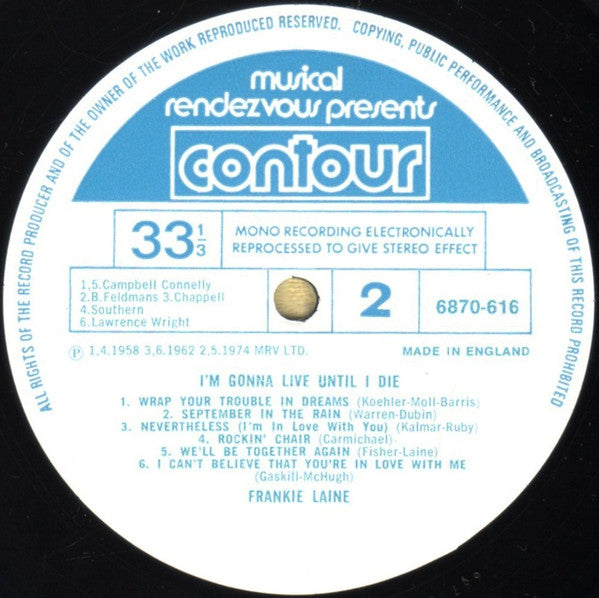 ALL RIGHTS OF THE RECORD PRODUCER AND OF THE OWNER OF THE WORK REPRODUCED RESERVED. COPYING, PUBLIC PERFORMANCE AND BROADCASTING OF THIS RECORD PROHIBITED
musical
rendezvous presents
contour
33 1/3
MONO RECORDING ELECTRONICALLY
REPROCESSED TO GIVE STEREO EFFECT
1,5. Campbell Connelly
2.B. Feldmans 3. Chappell
4. Southern
6. Lawrence Wright
2
6870-616
Ⓟ 1,4.1958 3,6.1962 2,5.1974 MRV LTD.
MADE IN ENGLAND
I'M GONNA LIVE UNTIL I DIE
1. WRAP YOUR TROUBLE IN DREAMS (Koehler-Moll-Barris)
2. SEPTEMBER IN THE RAIN (Warren-Dubin)
3. NEVERTHELESS (I'm In Love With You) (Kalmar-Ruby)
4. ROCKIN' CHAIR (Carmichael)
5. WE'LL BE TOGETHER AGAIN (Fisher-Laine)
6. I CAN'T BELIEVE THAT YOU'RE IN LOVE WITH ME
(Gaskill-McHugh)
FRANKIE LAINE